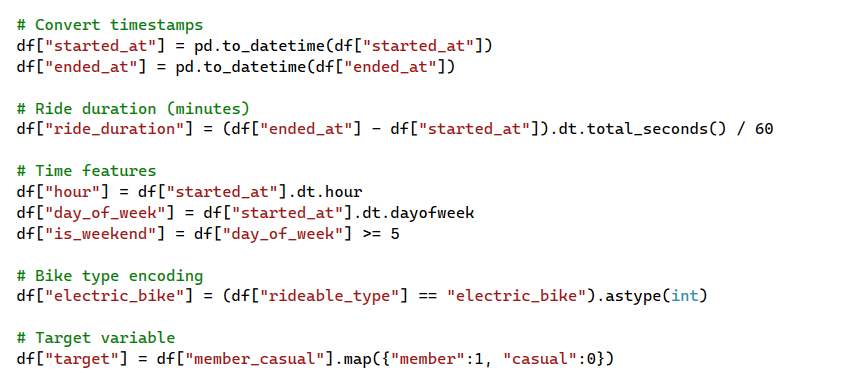 # Convert timestamps
df["started_at"] = pd.to_datetime(df["started_at"])
df["ended_at"] = pd.to_datetime(df["ended_at"])

# Ride duration (minutes)
df["ride_duration"] = (df["ended_at"] - df["started_at"]).dt.total_seconds() / 60

# Time features
df["hour"] = df["started_at"].dt.hour
df["day_of_week"] = df["started_at"].dt.dayofweek
df["is_weekend"] = df["day_of_week"] >= 5

# Bike type encoding
df["electric_bike"] = (df["rideable_type"] == "electric_bike").astype(int)

# Target variable
df["target"] = df["member_casual"].map({"member":1, "casual":0})